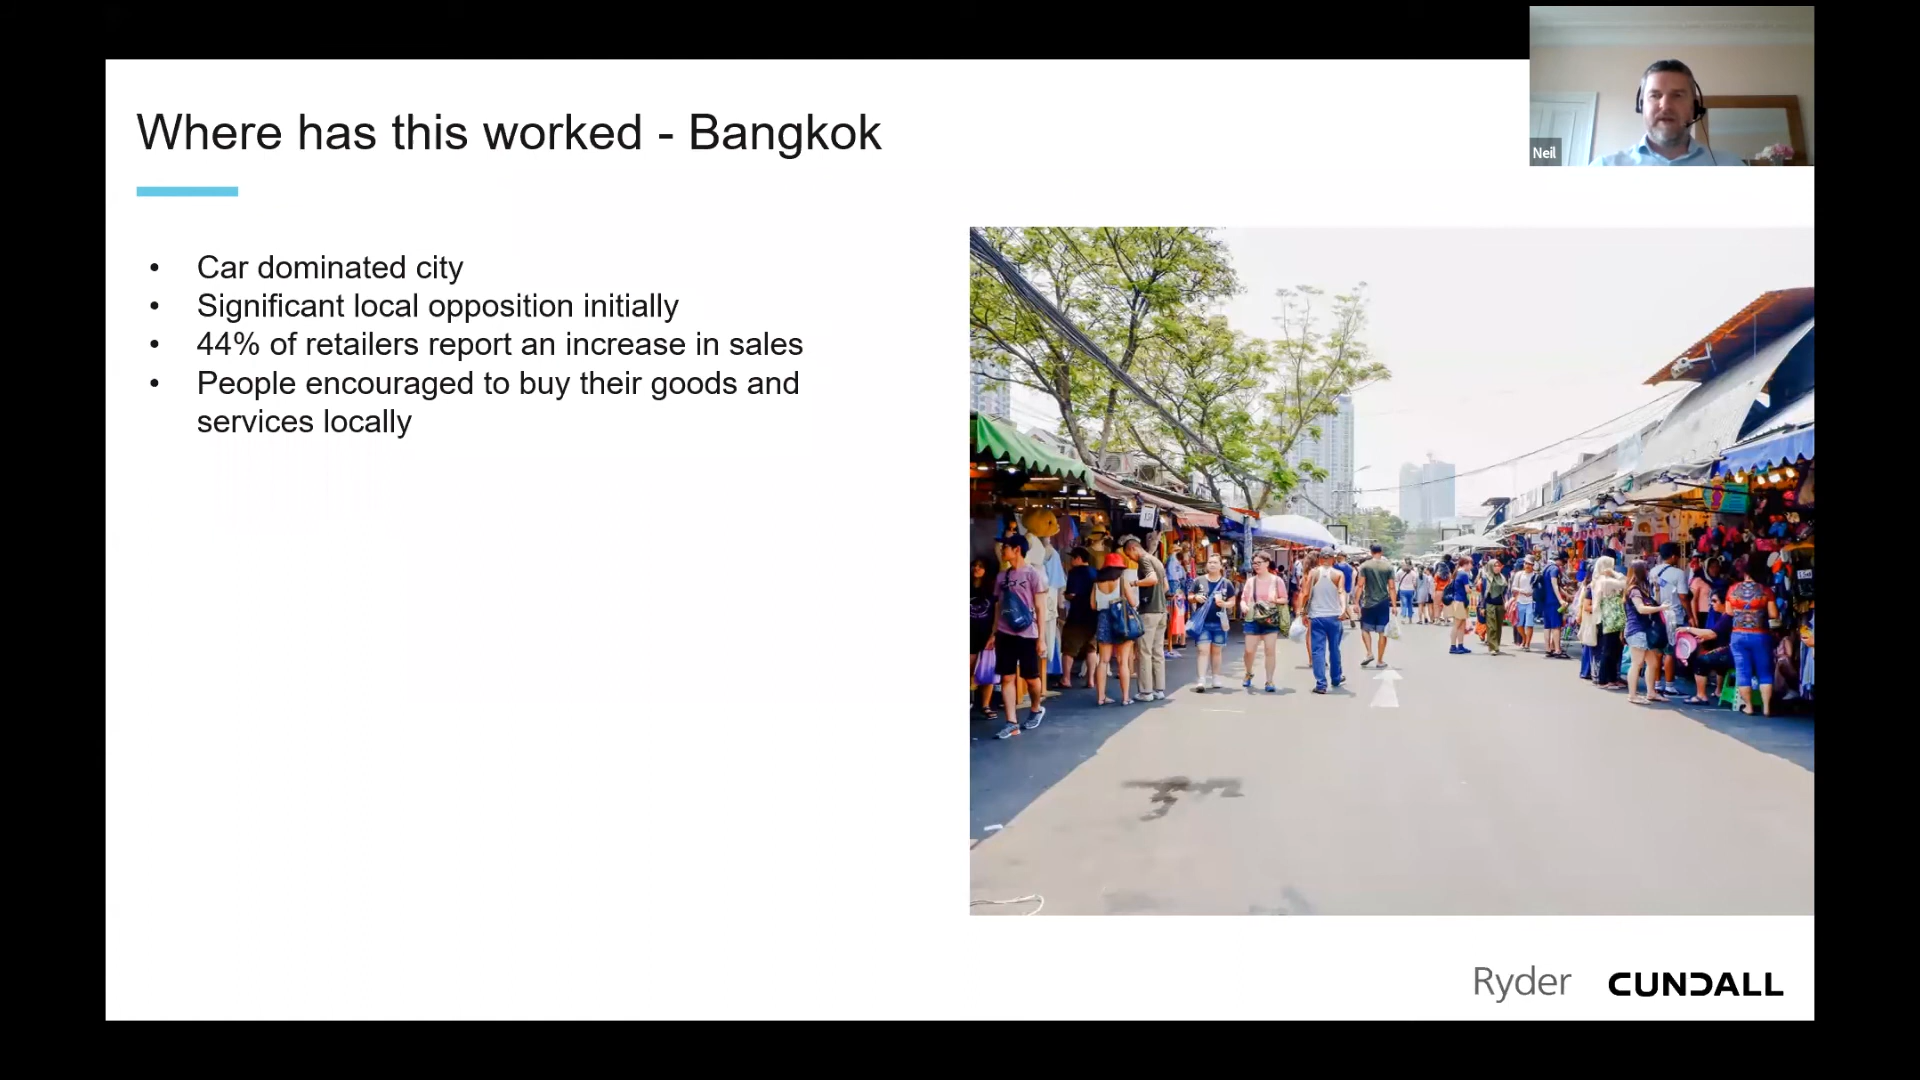 Neil
Where has this worked - Bangkok
• Car dominated city
• Significant local opposition initially
• 44% of retailers report an increase in sales
• People encouraged to buy their goods and
services locally
Ryder
CUNDALL